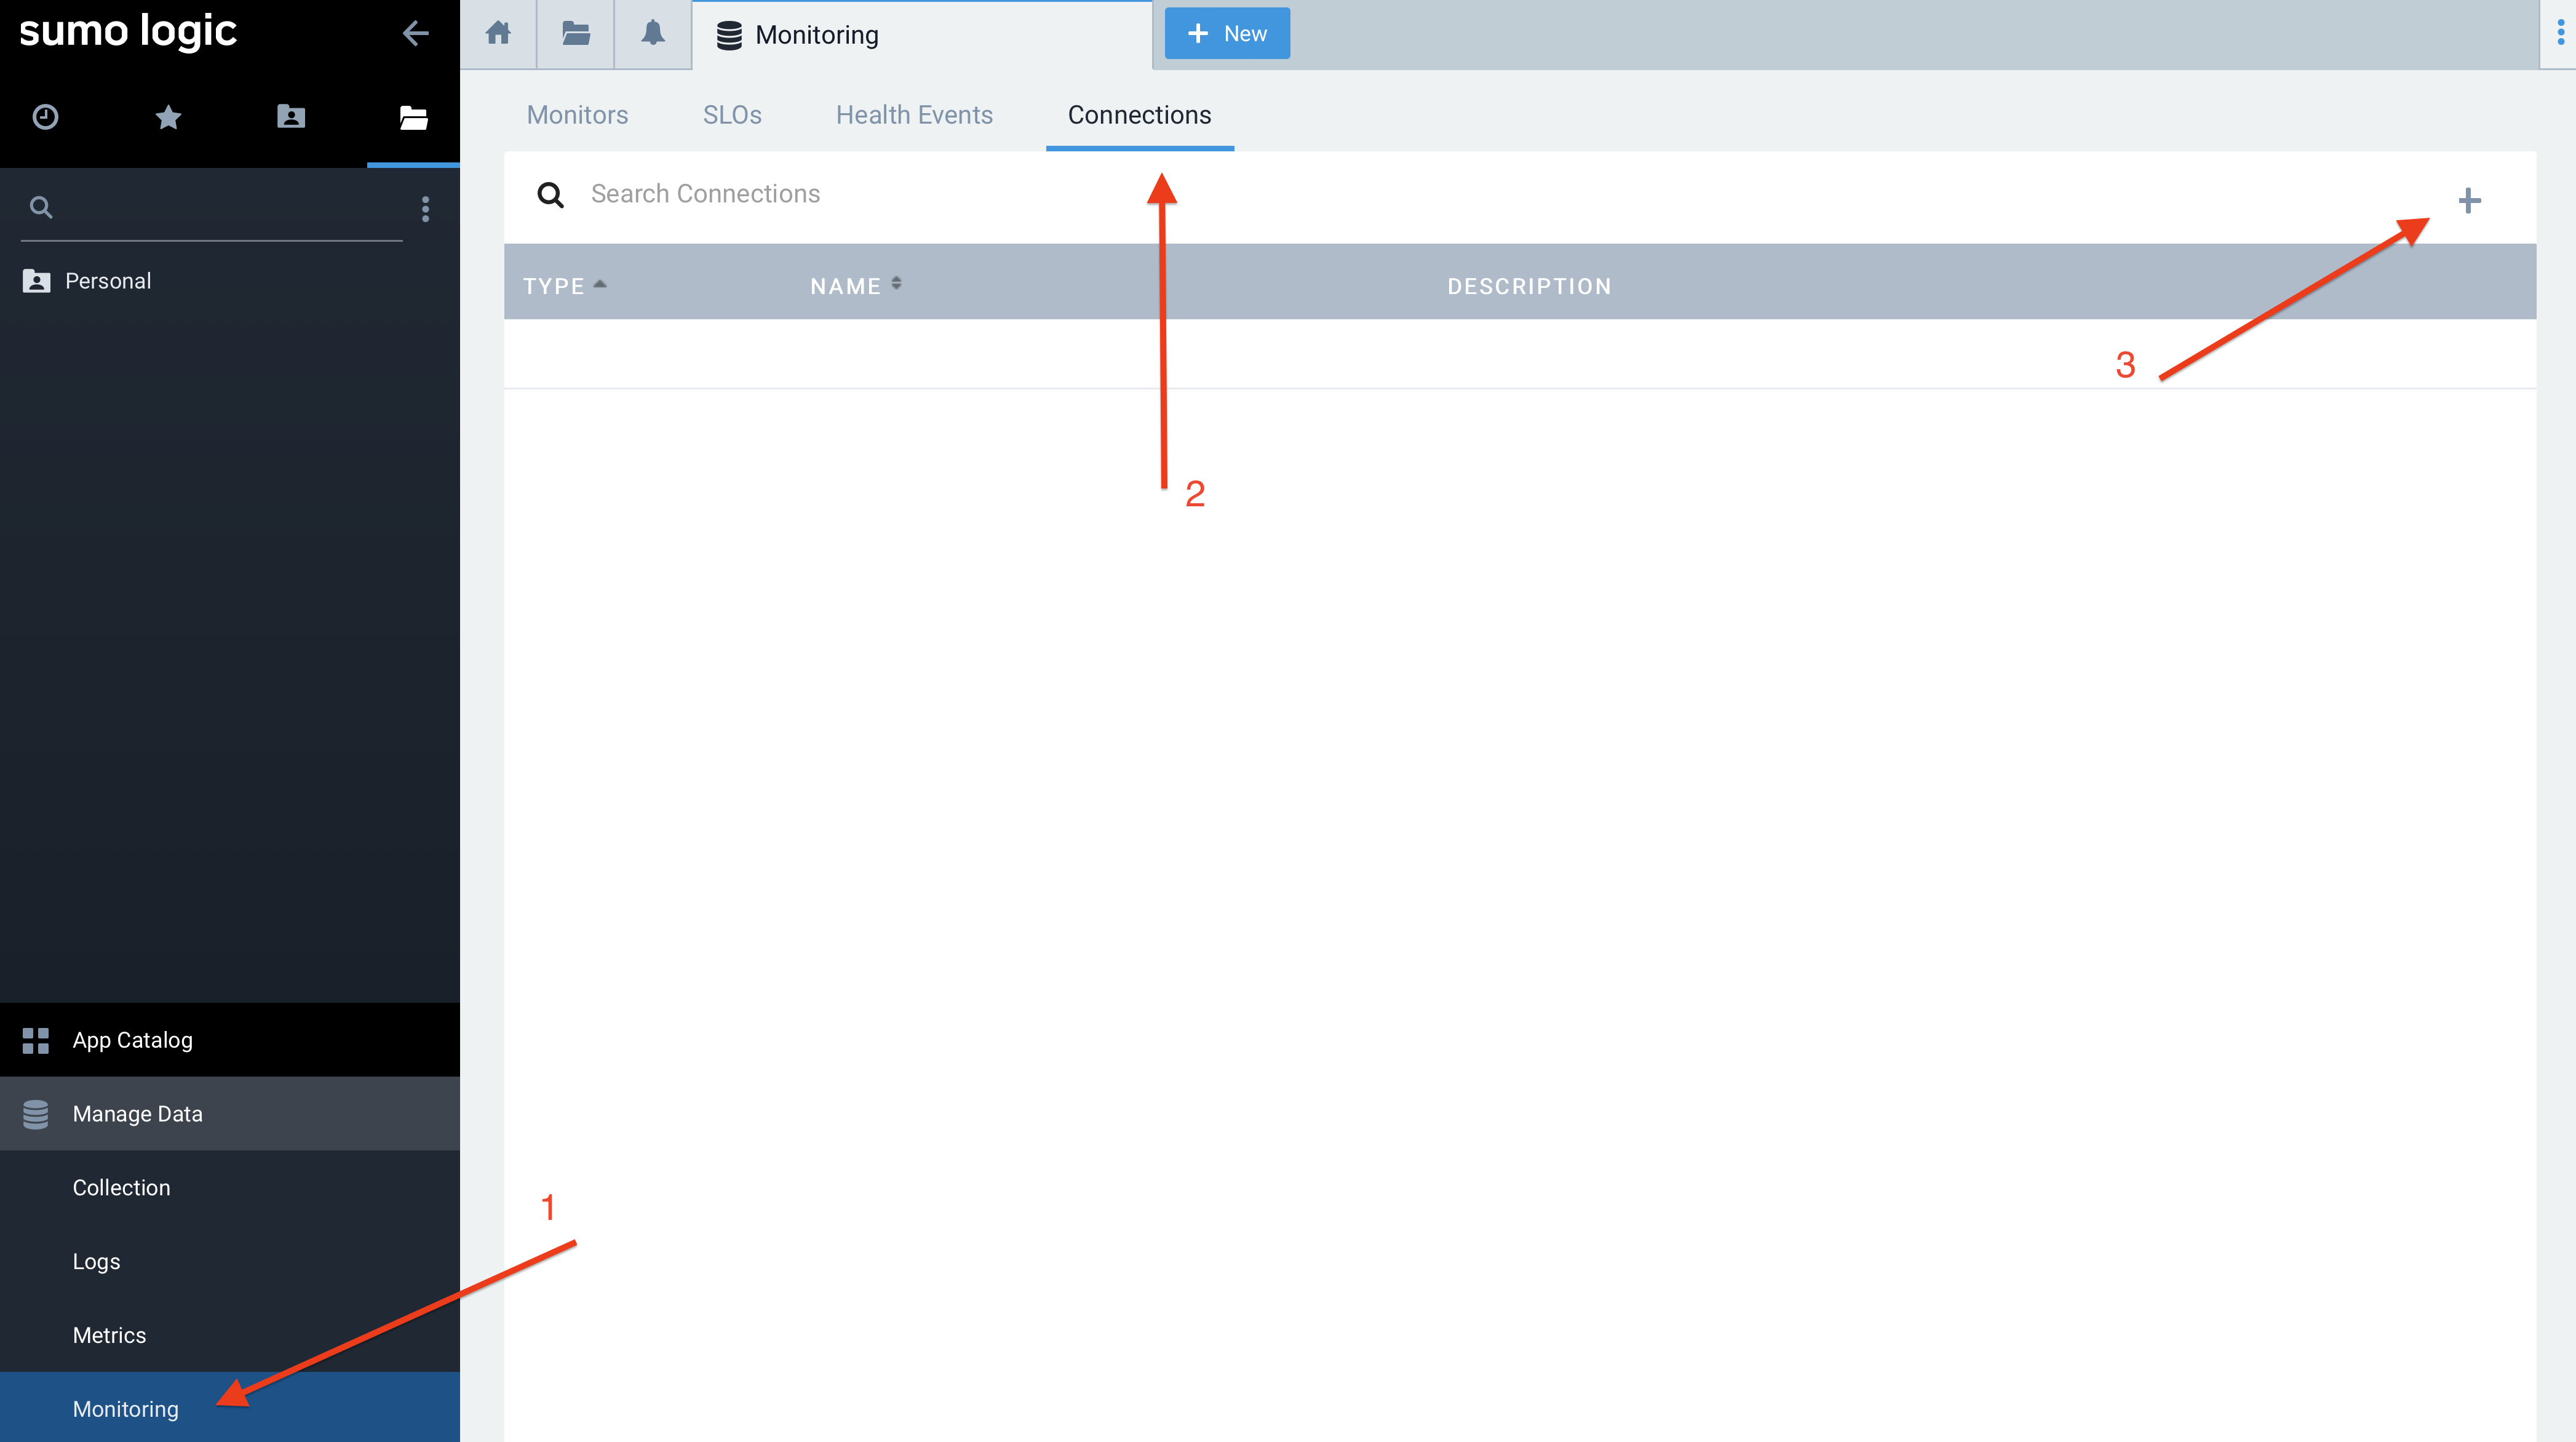 sumo logic
Monitoring
New
Monitors
SLOs
Health Events
Connections
Search Connections
TYPE
NAME
DESCRIPTION
Personal
3
2
App Catalog
Manage Data
Collection
1
Logs
Metrics
Monitoring